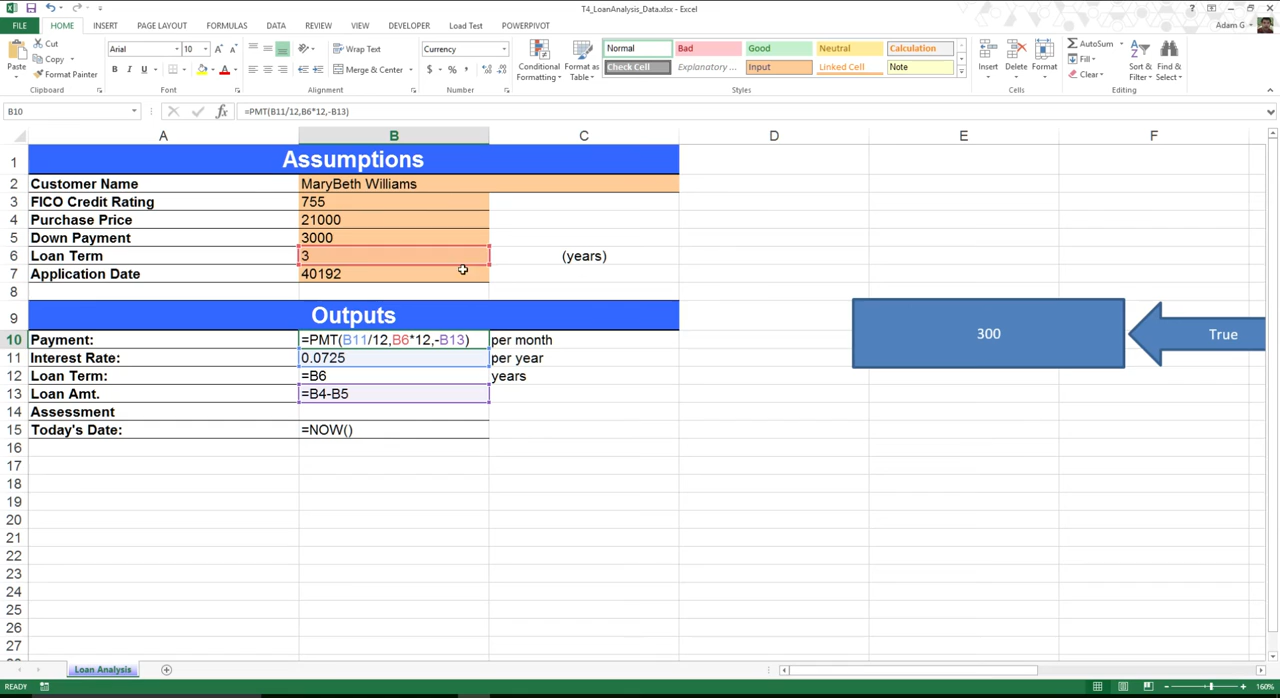 T4_LoanAnalysis_Data.xlsx - Excel
FILE HOME INSERT PAGE LAYOUT FORMULAS DATA REVIEW VIEW DEVELOPER Load Test POWERPIVOT Adam G
Cut
Copy
Format Painter
Paste
Clipboard
Arial 10
B I U
Font
Wrap Text
Merge & Center
Alignment
Currency
$ % ,
Number
Conditional Formatting
Format as Table
Normal Bad Good Neutral Calculation
Check Cell Explanatory ... Input Linked Cell Note
Styles
Insert Delete Format
Cells
AutoSum
Fill
Clear
Sort & Filter
Find & Select
Editing
B10 fx =PMT(B11/12,B6*12,-B13)
A B C D E F
1 Assumptions
2 Customer Name MaryBeth Williams
3 FICO Credit Rating 755
4 Purchase Price 21000
5 Down Payment 3000
6 Loan Term 3 (years)
7 Application Date 40192
8
9 Outputs
10 Payment: =PMT(B11/12,B6*12,-B13) per month
11 Interest Rate: 0.0725 per year
12 Loan Term: =B6 years
13 Loan Amt. =B4-B5
14 Assessment
15 Today's Date: =NOW()
16
17
18
19
20
21
22
23
24
25
26
27
300
True
Loan Analysis
READY
160%